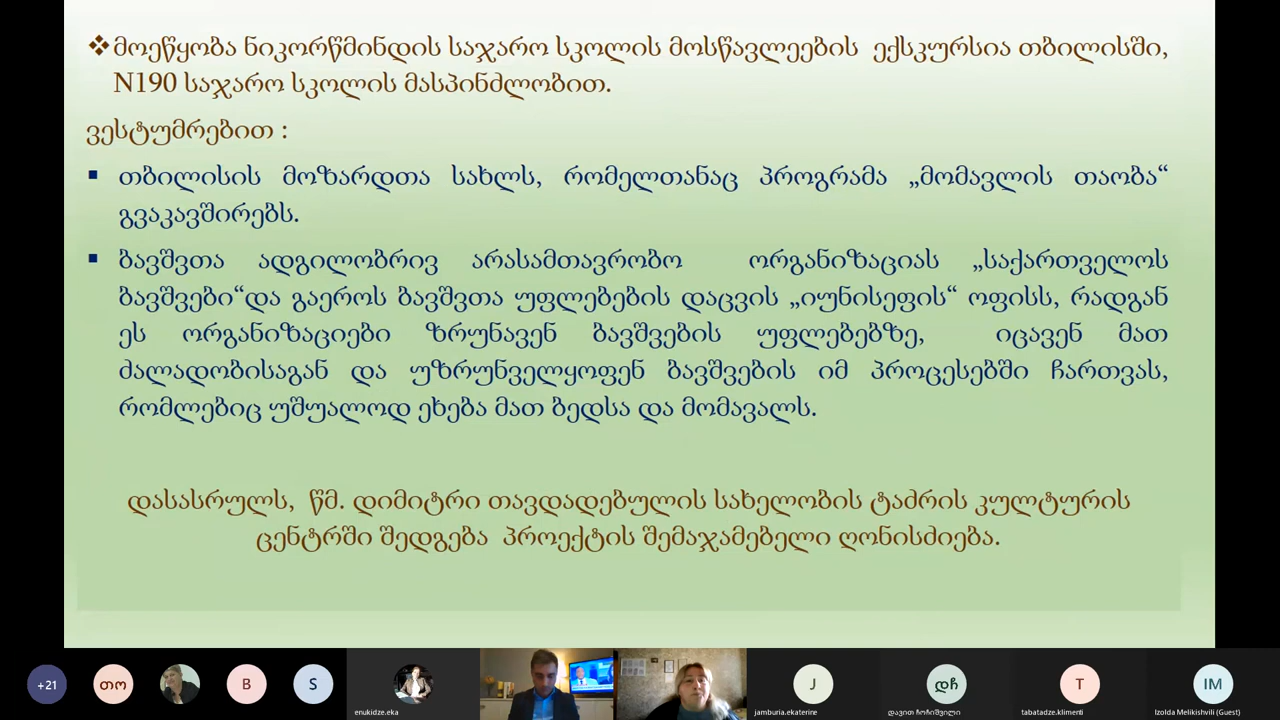 ❖მოეწყობა ნიკორწმინდის საჯარო სკოლის მოსწავლეების ექსკურსია თბილისში,
N190 საჯარო სკოლის მასპინძლობით.
ვესტუმრებით :
▪ თბილისის მოზარდთა სახლს, რომელთანაც პროგრამა „მომავლის თაობა“
გვაკავშირებს.
▪ ბავშვთა ადგილობრივ არასამთავრობო ორგანიზაციას „საქართველოს
ბავშვები“და გაეროს ბავშვთა უფლებების დაცვის „იუნისეფის“ ოფისს, რადგან
ეს ორგანიზაციები ზრუნავენ ბავშვების უფლებებზე, იცავენ მათ
ძალადობისაგან და უზრუნველყოფენ ბავშვების იმ პროცესებში ჩართვას,
რომლებიც უშუალოდ ეხება მათ ბედსა და მომავალს.
დასასრულს, წმ. დიმიტრი თავდადებულის სახელობის ტაძრის კულტურის
ცენტრში შედგება პროექტის შემაჯამებელი ღონისძიება.
+21
თო
B
S
enukidze.eka
J
jamburia.ekaterine
დჩ
დავით ჩოჩიშვილი
T
tabatadze.klimenti
IM
Izolda Melikishvili (Guest)